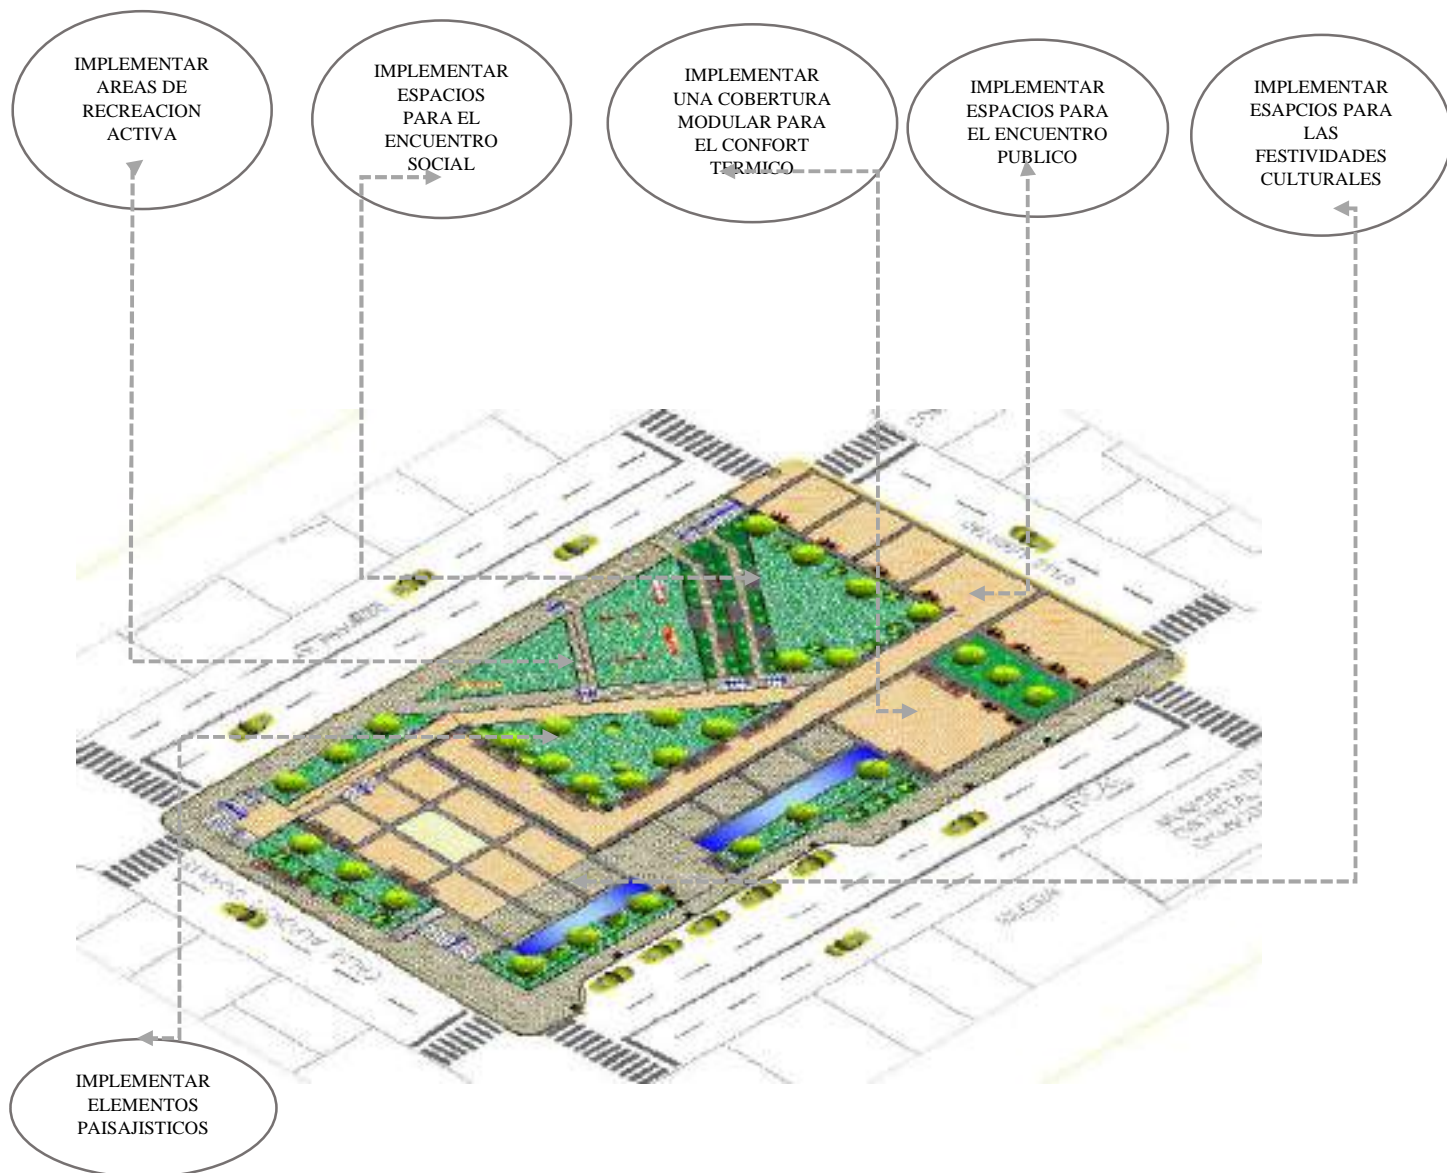 IMPLEMENTAR
AREAS DE
RECREACION
ACTIVA
IMPLEMENTAR
ESPACIOS
PARA EL
ENCUENTRO
SOCIAL
IMPLEMENTAR
UNA COBERTURA
MODULAR PARA
EL CONFORT
TERMICO
IMPLEMENTAR
ESPACIOS PARA
EL ENCUENTRO
PUBLICO
IMPLEMENTAR
ESAPCIOS PARA
LAS
FESTIVIDADES
CULTURALES
IMPLEMENTAR
ELEMENTOS
PAISAJISTICOS